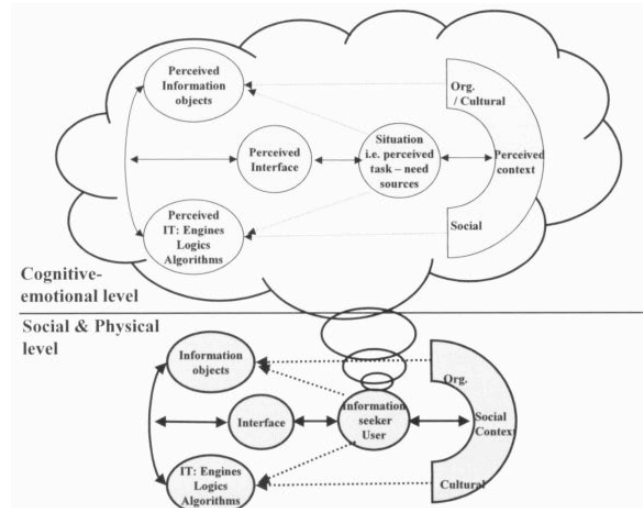 Perceived
Information
objects
Org.
/ Cultural
Perceived
Interface
Situation
i.e. perceived
task – need
sources
Perceived
context
Perceived
IT: Engines
Logics
Algorithms
Social
Cognitive-
emotional level
Social & Physical
level
Information
objects
Org.
Interface
Information
seeker
User
Social
Context
IT: Engines
Logics
Algorithms
Cultural